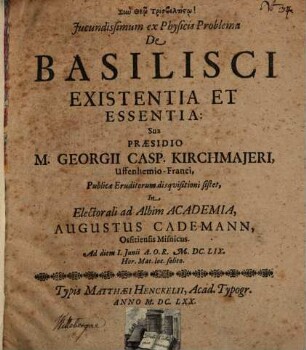 Σὺν Θεῷ Τρισμεγίστῳ!
Jucundissimum ex Physicis Problema
De
BASILISCI
EXISTENTIA ET
ESSENTIA:
Sub
PRÆSIDIO
M. GEORGII CASP. KIRCHMAJERI,
Uffenhemio-Franci,
Publicæ Eruditorum disquisitioni sistet,
In
Electorali ad Albim ACADEMIA,
AUGUSTUS CADEMANN,
Ositiensis Misnicus.
Ad diem I. Junii A. O. R. M. DC. LIX.
Hor. Mat. loc. solito.
Typis MATTHÆI HENCKELII, Acad. Typogr.
ANNO M. DC. LXX.